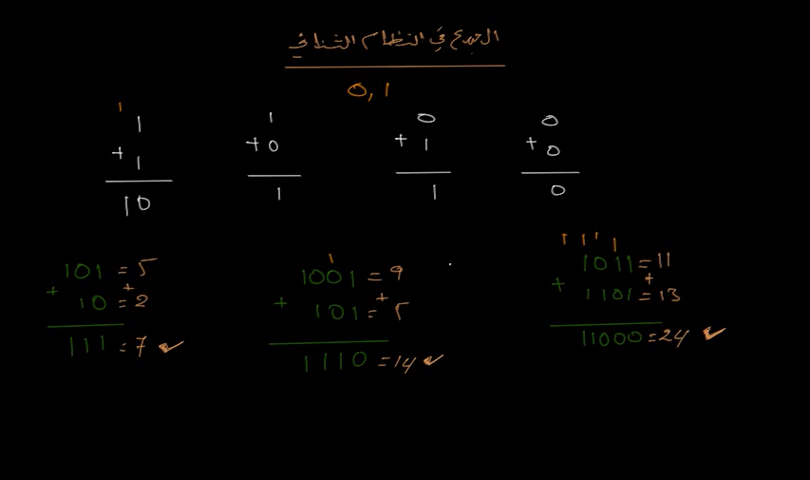 الجمع في النظام الثنائي
0,1
1
1 1 0 0
+ 1 + 0 + 1 + 0
10 1 1 0
1 1 1 1 1
101 = 5 1001 = 9 1011 = 11
+ 10 = 2 + 101 = 5 + 1101 = 13
+ + +
111 = 7 ✓ 1110 = 14 ✓ 11000 = 24 ✓